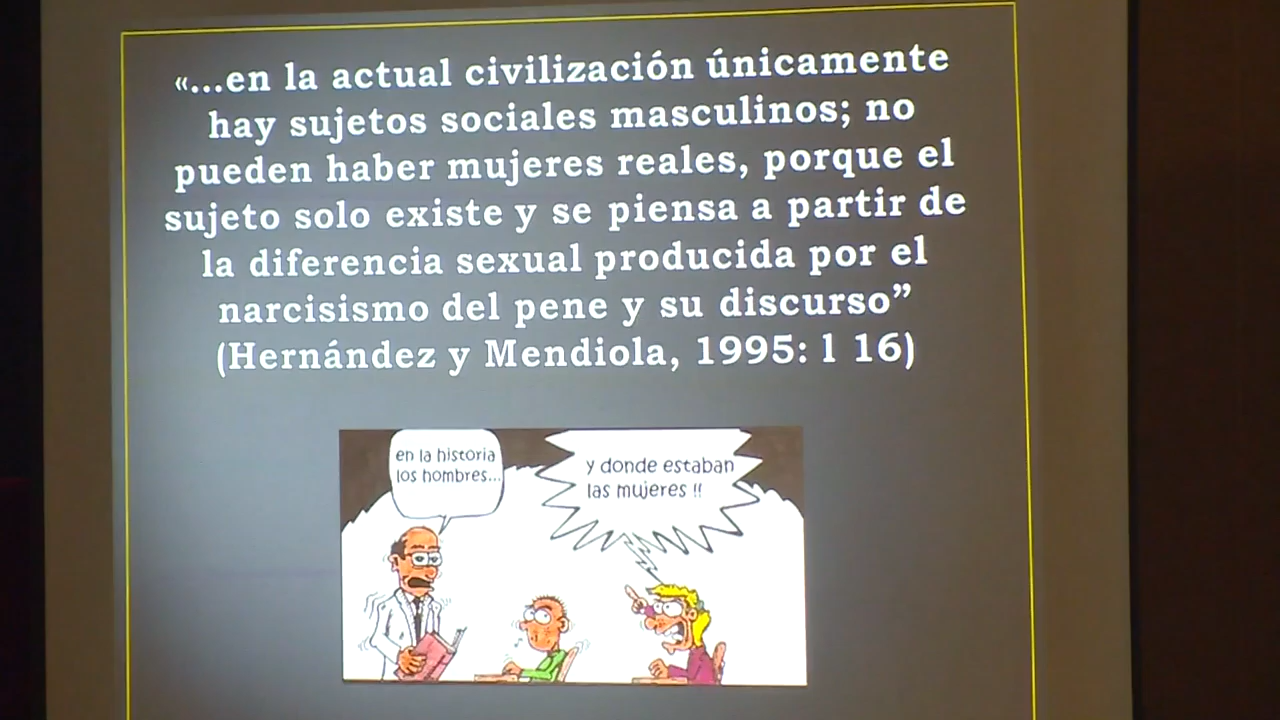 «...en la actual civilización únicamente
hay sujetos sociales masculinos; no
pueden haber mujeres reales, porque el
sujeto solo existe y se piensa a partir de
la diferencia sexual producida por el
narcisismo del pene y su discurso”
(Hernández y Mendiola, 1995: l 16)
en la historia
los hombres...
y donde estaban
las mujeres !!